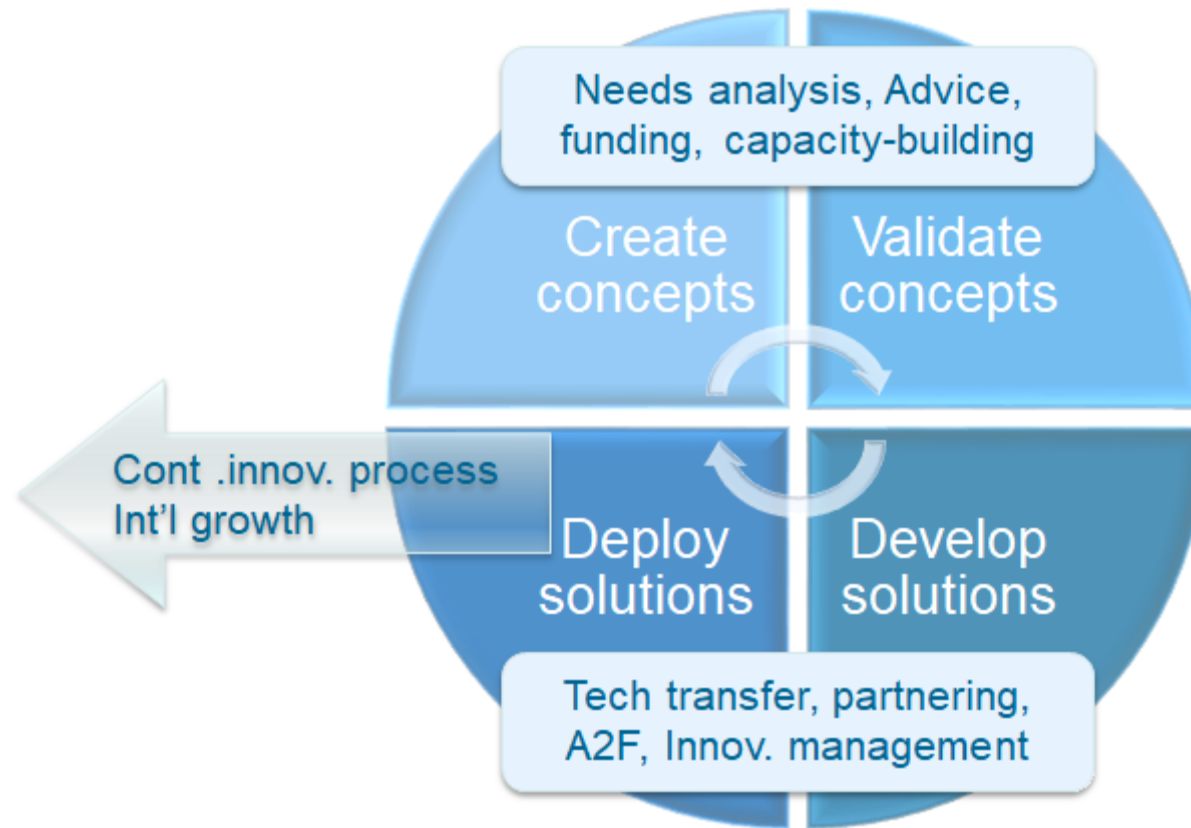 Needs analysis, Advice,
funding, capacity-building
Create
concepts
Validate
concepts
Cont .innov. process
Int'l growth
Deploy
solutions
Develop
solutions
Tech transfer, partnering,
A2F, Innov. management